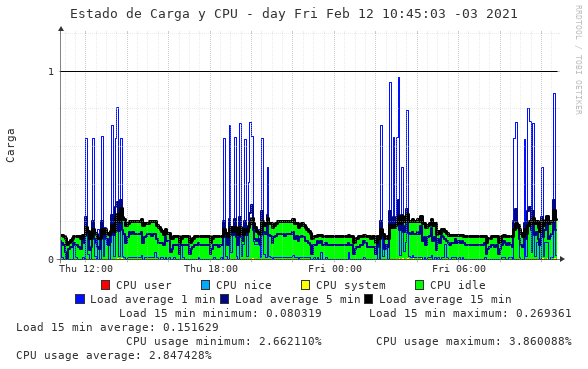 Estado de Carga y CPU - day Fri Feb 12 10:45:03 -03 2021
RRDTOOL / TOBI OETIKER
Carga
1
0
Thu 12:00 Thu 18:00 Fri 00:00 Fri 06:00
CPU user CPU nice CPU system CPU idle
Load average 1 min Load average 5 min Load average 15 min
Load 15 min minimum: 0.080319 Load 15 min maximum: 0.269361
Load 15 min average: 0.151629
CPU usage minimum: 2.662110% CPU usage maximum: 3.860088%
CPU usage average: 2.847428%